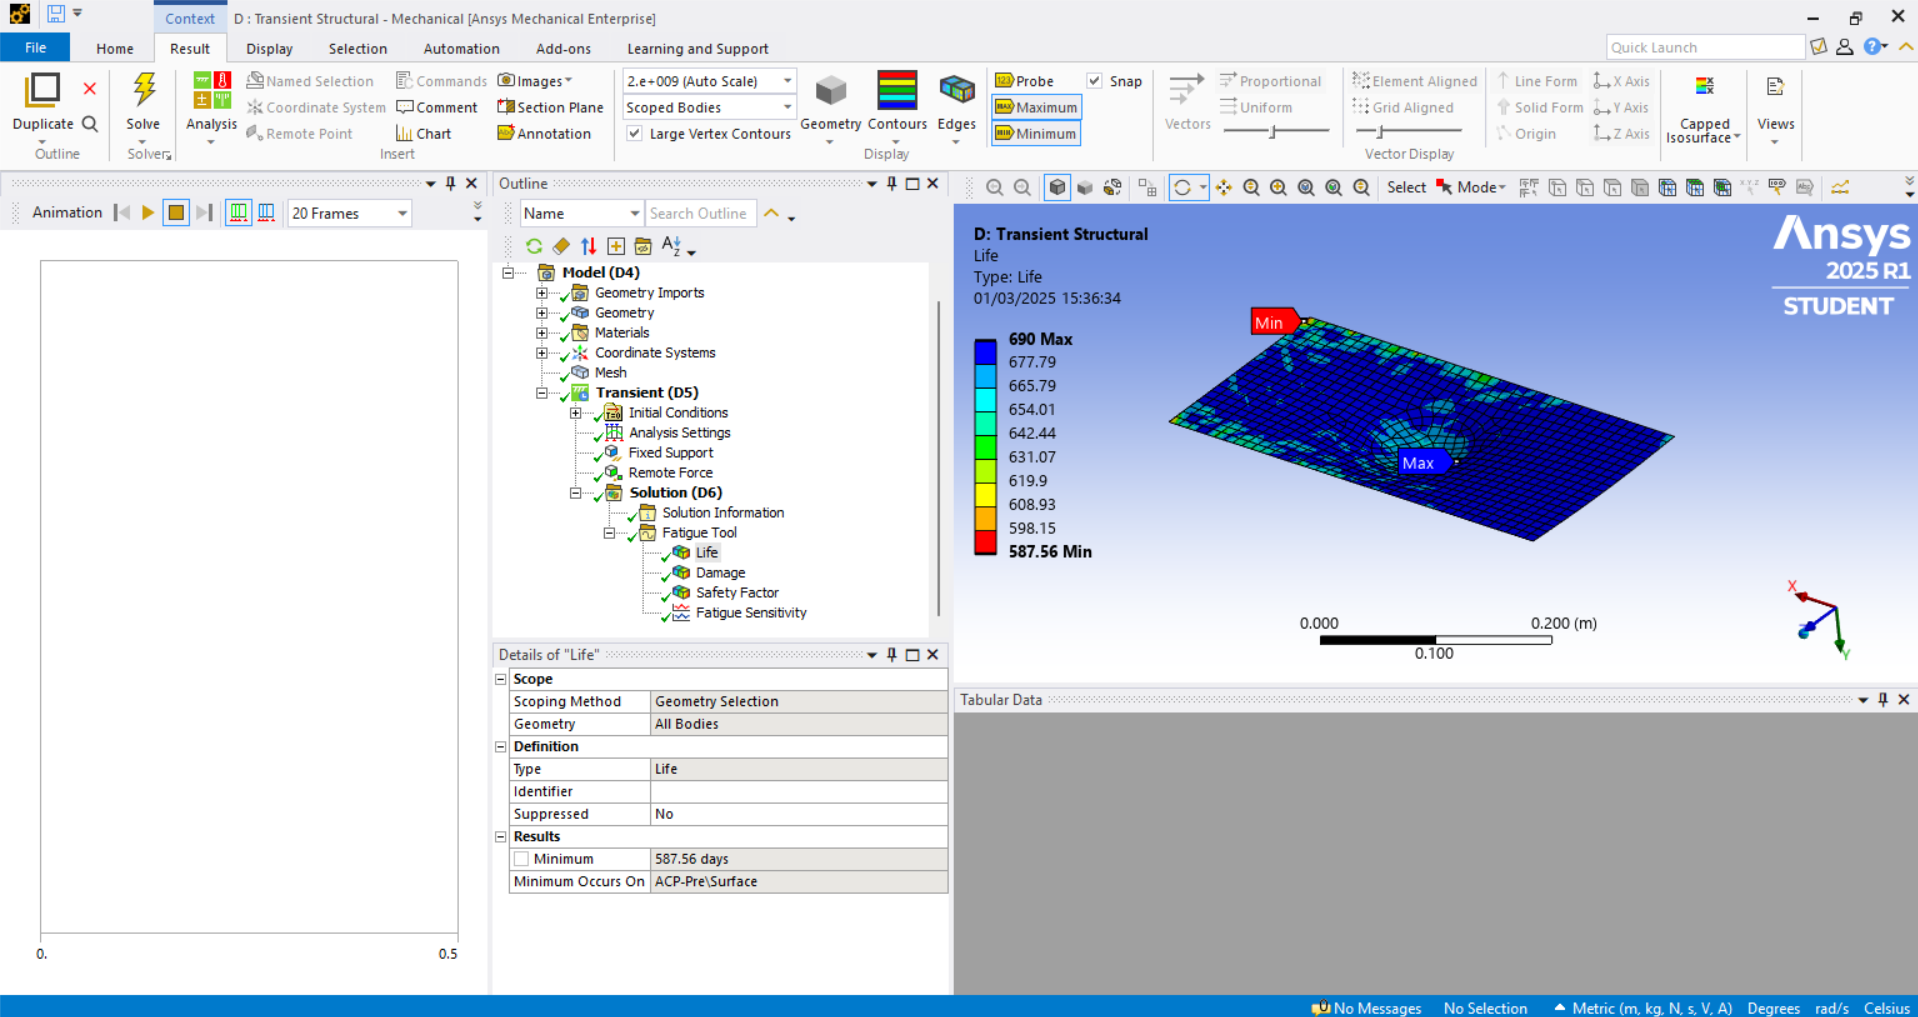 Context
D : Transient Structural - Mechanical [Ansys Mechanical Enterprise]
File
Home
Result
Display
Selection
Automation
Add-ons
Learning and Support
Quick Launch
Duplicate
Outline
Solve
Solver
Analysis
Named Selection
Coordinate System
Remote Point
Commands
Comment
Chart
Images
Section Plane
Annotation
Insert
2.e+009 (Auto Scale)
Scoped Bodies
Large Vertex Contours
Geometry
Contours
Edges
Display
Probe
Maximum
Minimum
Snap
Vectors
Proportional
Uniform
Element Aligned
Grid Aligned
Line Form
Solid Form
Origin
X Axis
Y Axis
Z Axis
Vector Display
Capped
Isosurface
Views
Outline
Animation
20 Frames
Name
Search Outline
Select
Mode
Model (D4)
Geometry Imports
Geometry
Materials
Coordinate Systems
Mesh
Transient (D5)
Initial Conditions
Analysis Settings
Fixed Support
Remote Force
Solution (D6)
Solution Information
Fatigue Tool
Life
Damage
Safety Factor
Fatigue Sensitivity
0.
0.5
Details of "Life"
Scope
Scoping Method Geometry Selection
Geometry All Bodies
Definition
Type Life
Identifier
Suppressed No
Results
Minimum 587.56 days
Minimum Occurs On ACP-Pre\Surface
D: Transient Structural
Life
Type: Life
01/03/2025 15:36:34
690 Max
677.79
665.79
654.01
642.44
631.07
619.9
608.93
598.15
587.56 Min
Min
Max
Ansys
2025 R1
STUDENT
0.000
0.200 (m)
0.100
X
Y
Tabular Data
No Messages
No Selection
Metric (m, kg, N, s, V, A)
Degrees
rad/s
Celsius